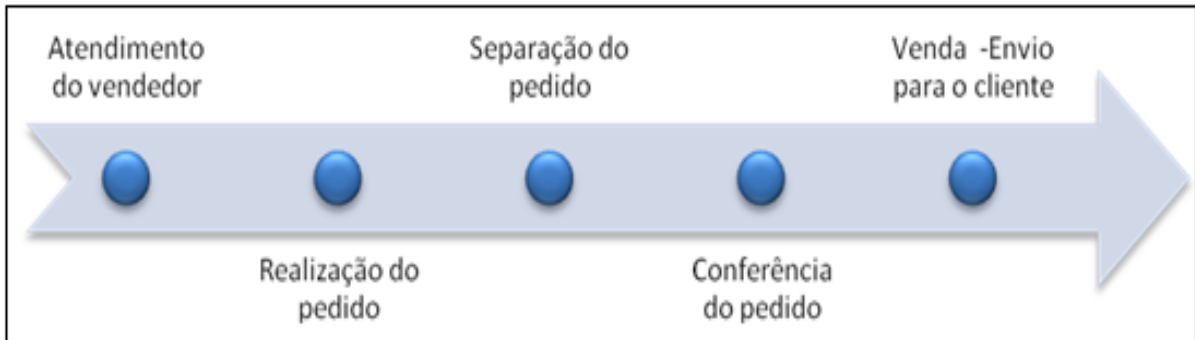 Atendimento
do vendedor
Realização do
pedido
Separação do
pedido
Conferência
do pedido
Venda -Envio
para o cliente